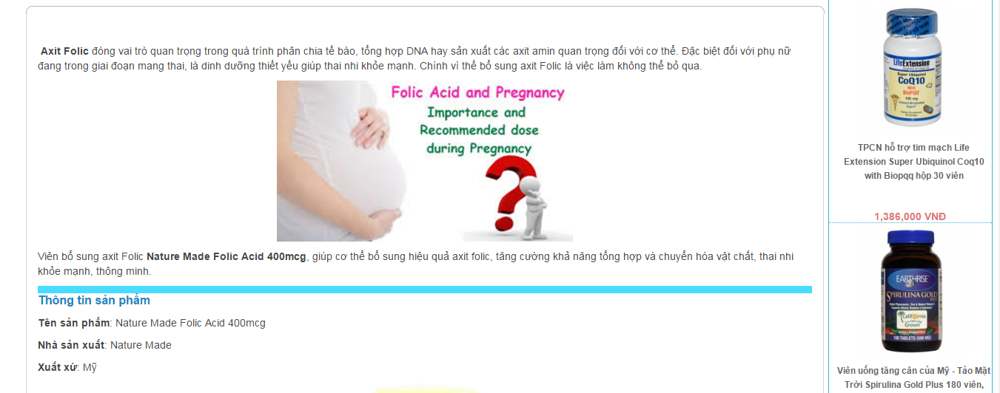 Axit Folic đóng vai trò quan trọng trong quá trình phân chia tế bào, tổng hợp DNA hay sản xuất các axit amin quan trọng đối với cơ thể. Đặc biệt đối với phụ nữ
đang trong giai đoạn mang thai, là dinh dưỡng thiết yếu giúp thai nhi khỏe mạnh. Chính vì thế bổ sung axit Folic là việc làm không thể bỏ qua.
Folic Acid and Pregnancy
Importance and
Recommended dose
during Pregnancy
Viên bổ sung axit Folic Nature Made Folic Acid 400mcg, giúp cơ thể bổ sung hiệu quả axit folic, tăng cường khả năng tổng hợp và chuyển hóa vật chất, thai nhi
khỏe mạnh, thông minh.
Thông tin sản phẩm
Tên sản phẩm: Nature Made Folic Acid 400mcg
Nhà sản xuất: Nature Made
Xuất xứ: Mỹ
LifeExtension
Super Ubiquinol
CoQ10
with
BioPQQ
100 mg
TPCN hỗ trợ tim mạch Life
Extension Super Ubiquinol Coq10
with Biopqq hộp 30 viên
1,386,000 VNĐ
EARTHRISE
SPIRULINA GOLD
PLUS
California
Grown
180 TABLETS (500 MG)
Viên uống tăng cân của Mỹ - Tảo Mặt
Trời Spirulina Gold Plus 180 viên,